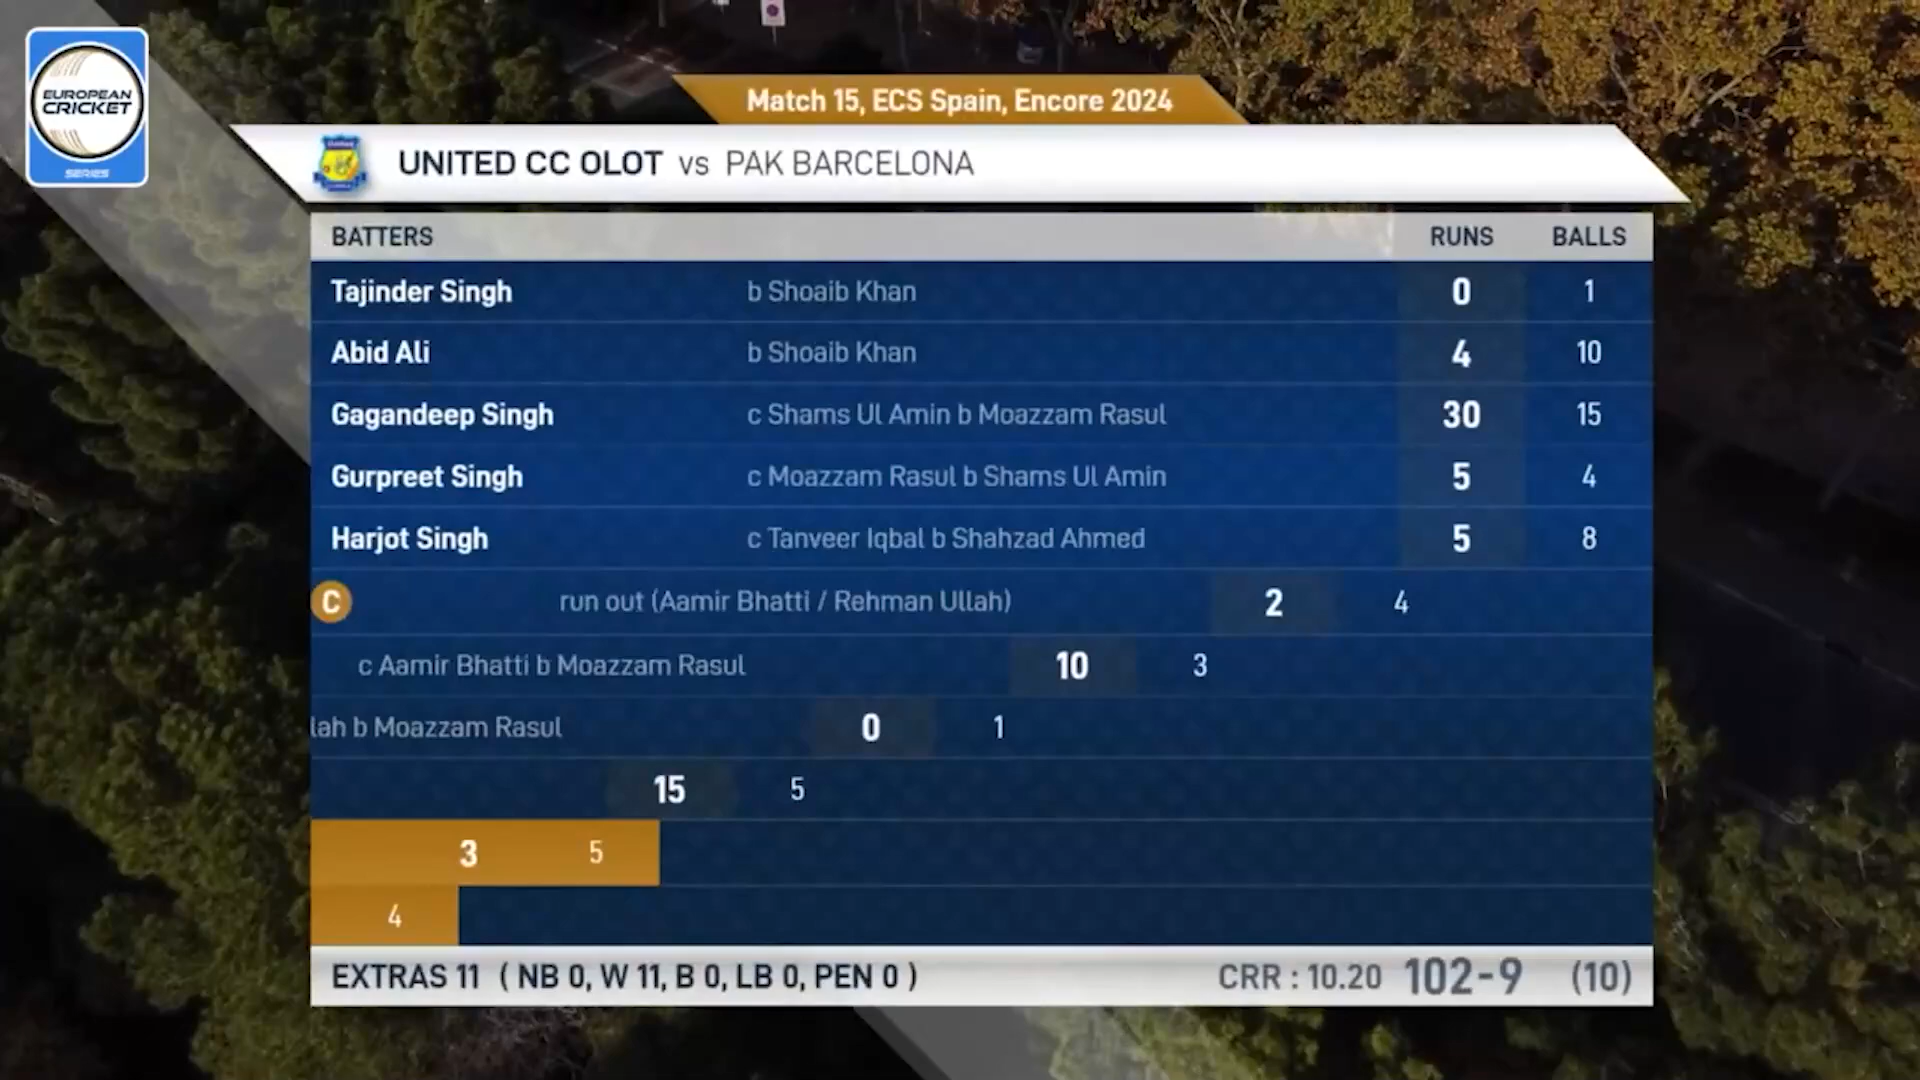 EUROPEAN
CRICKET
SERIES
Match 15, ECS Spain, Encore 2024
UNITED CC OLOT vs PAK BARCELONA
BATTERS RUNS BALLS
Tajinder Singh b Shoaib Khan 0 1
Abid Ali b Shoaib Khan 4 10
Gagandeep Singh c Shams Ul Amin b Moazzam Rasul 30 15
Gurpreet Singh c Moazzam Rasul b Shams Ul Amin 5 4
Harjot Singh c Tanveer Iqbal b Shahzad Ahmed 5 8
C run out (Aamir Bhatti / Rehman Ullah) 2 4
c Aamir Bhatti b Moazzam Rasul 10 3
lah b Moazzam Rasul 0 1
15 5
3 5
4
EXTRAS 11 ( NB 0, W 11, B 0, LB 0, PEN 0 ) CRR : 10.20 102-9 (10)